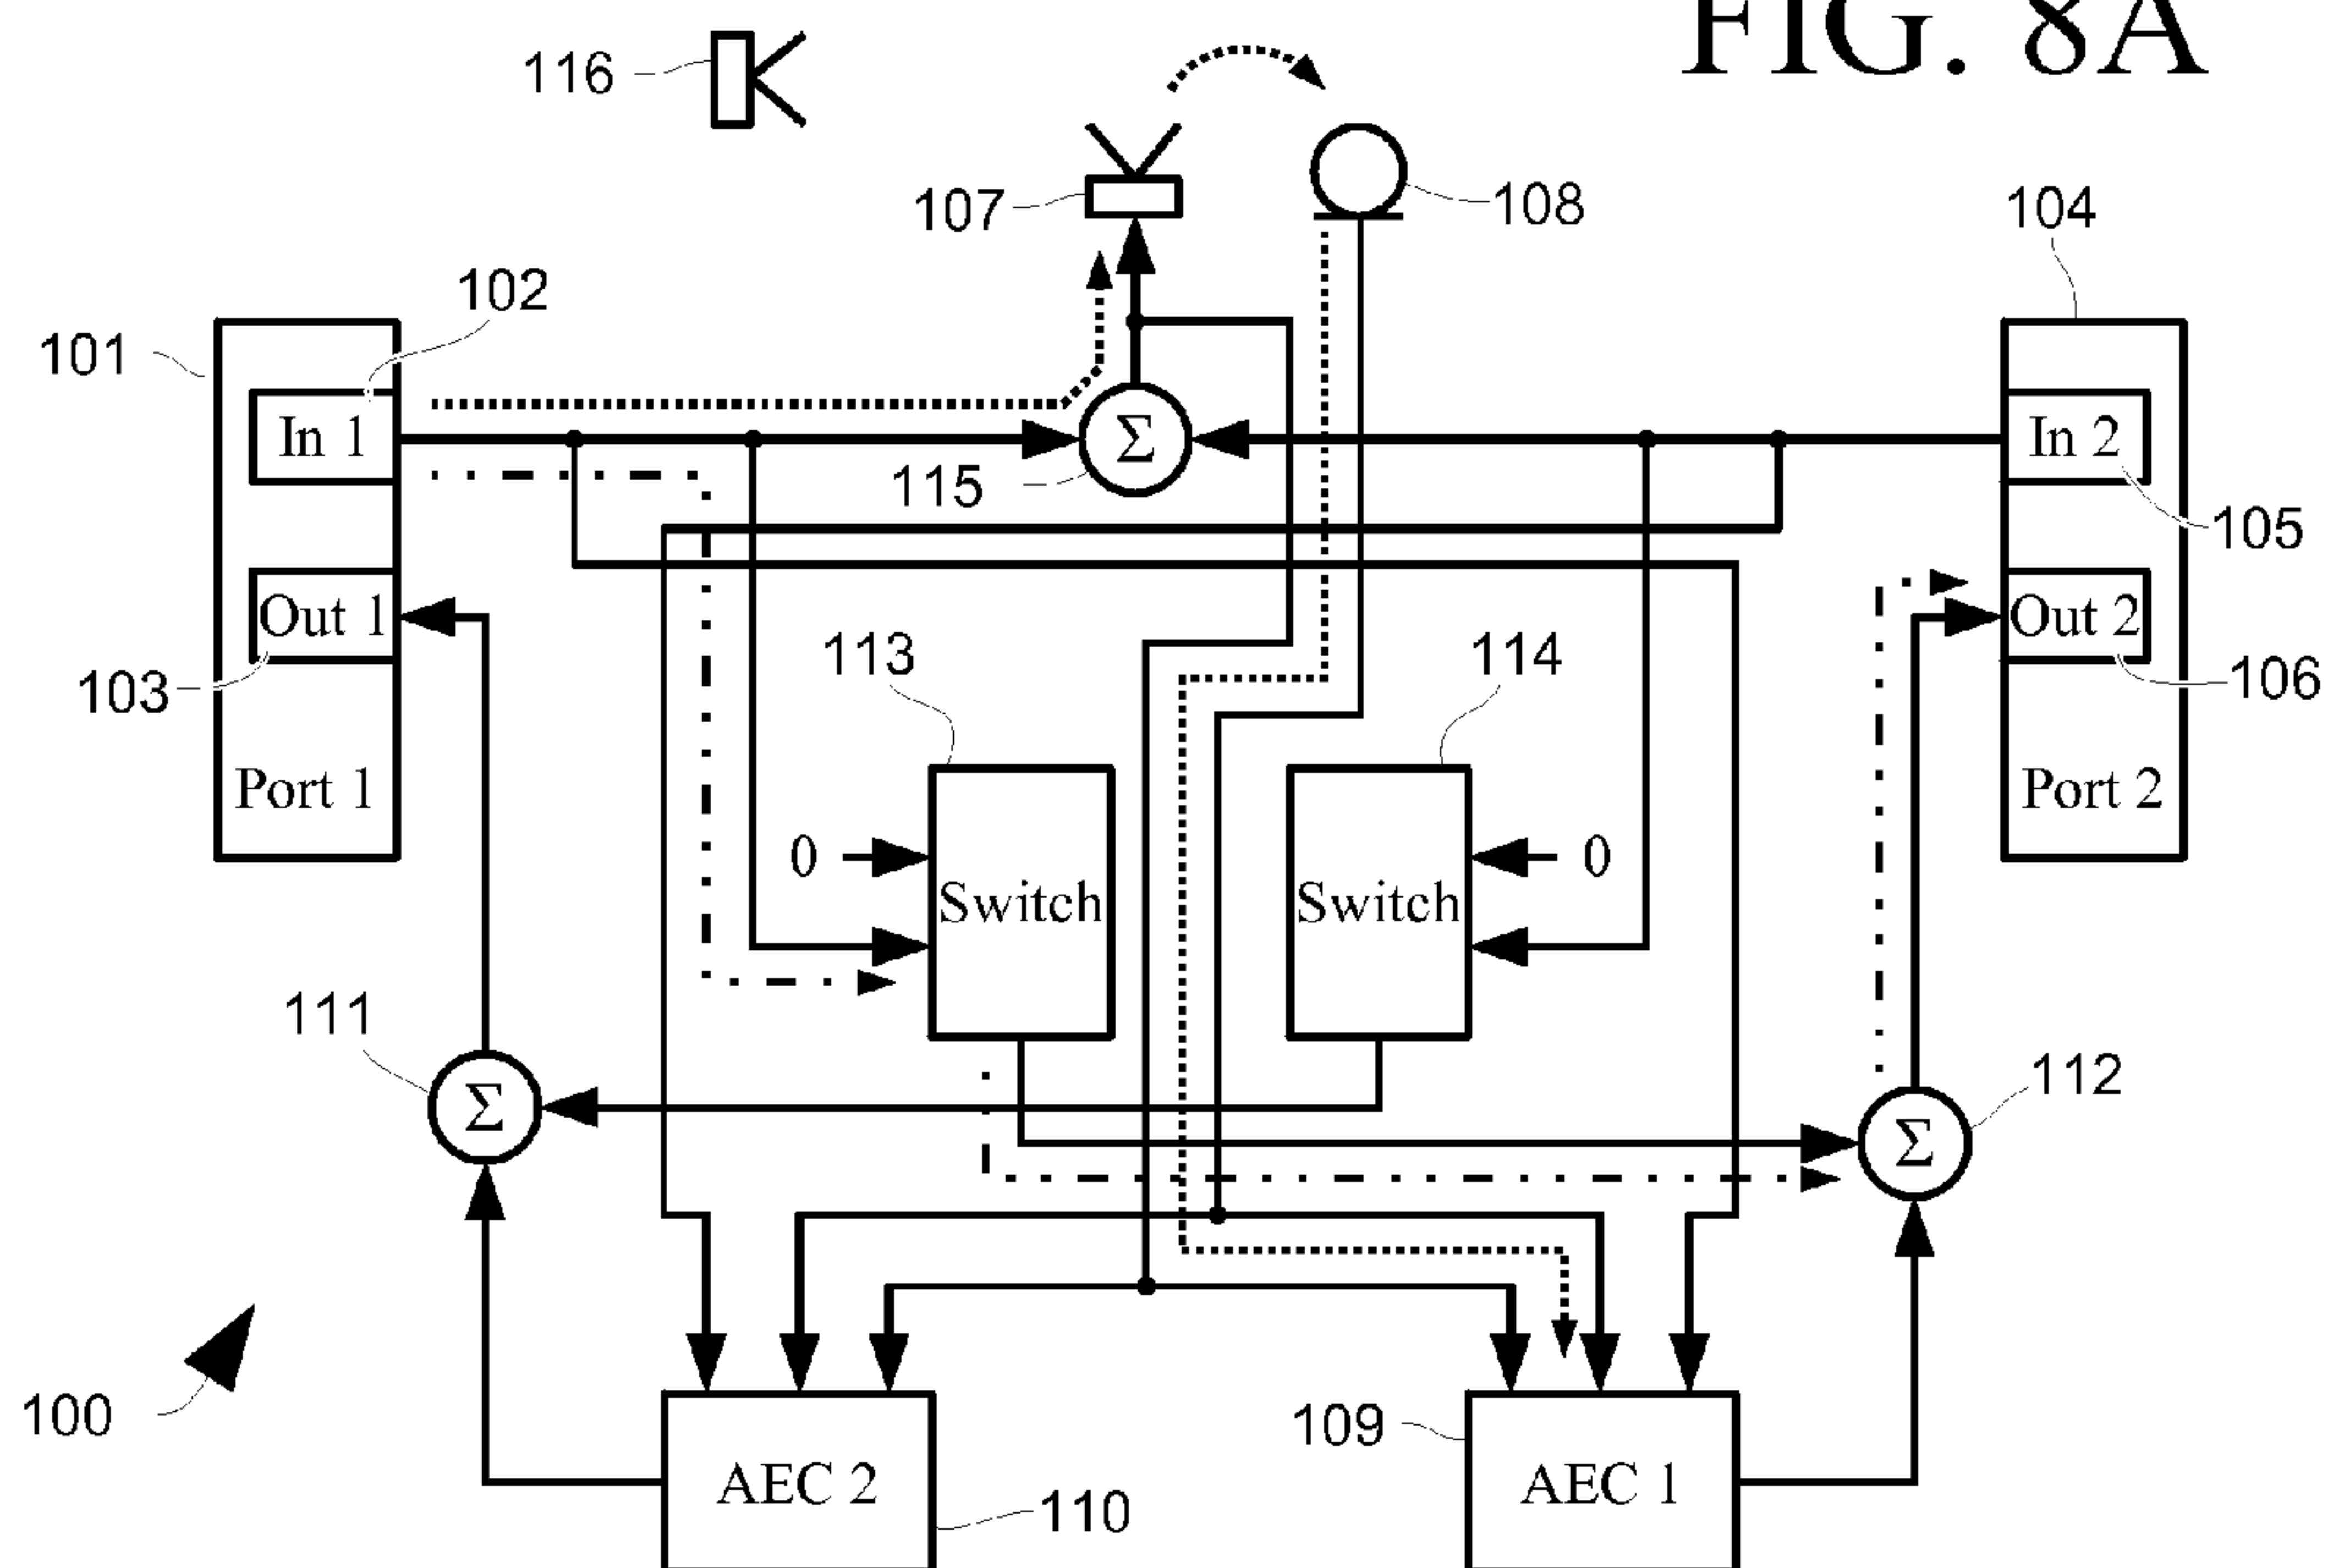 FIG. 8A
116
107
108
104
102
101
In 1
Σ
In 2
115
105
Out 1
Out 2
113
114
103
106
Port 1
Port 2
0
0
Switch
Switch
111
Σ
112
Σ
100
109
AEC 2
AEC 1
110